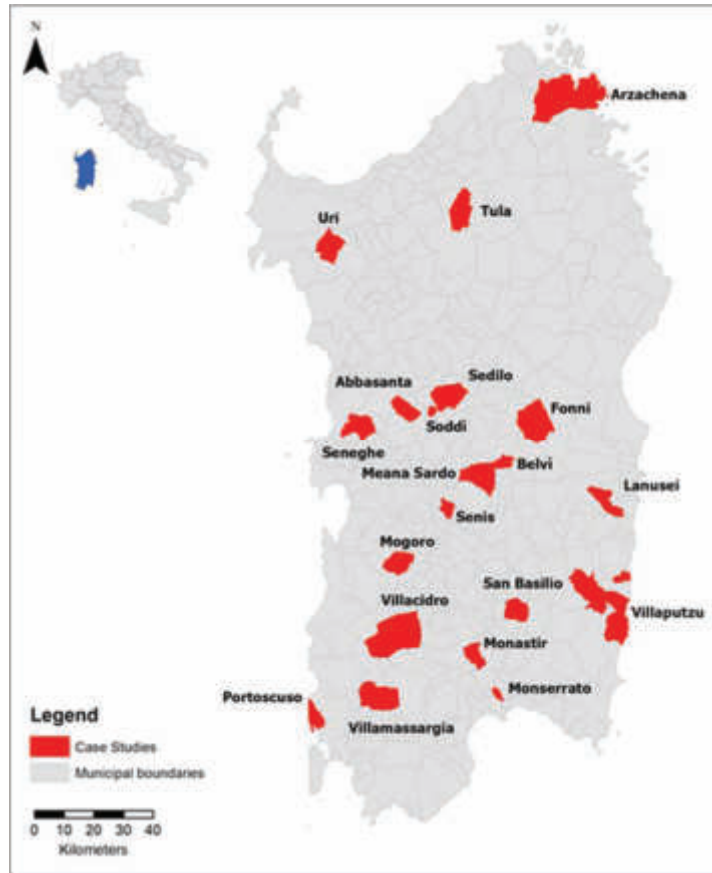 N
Arzachena
Tula
Uri
Sedilo
Abbasanta
Fonni
Soddi
Seneghe
Belvi
Meana Sardo
Lanusei
Senis
Mogoro
San Basilio
Villacidro
Villaputzu
Monastir
Monserrato
Portoscuso
Villamassargia
Legend
Case Studies
Municipal boundaries
0 10 20 30 40
Kilometers